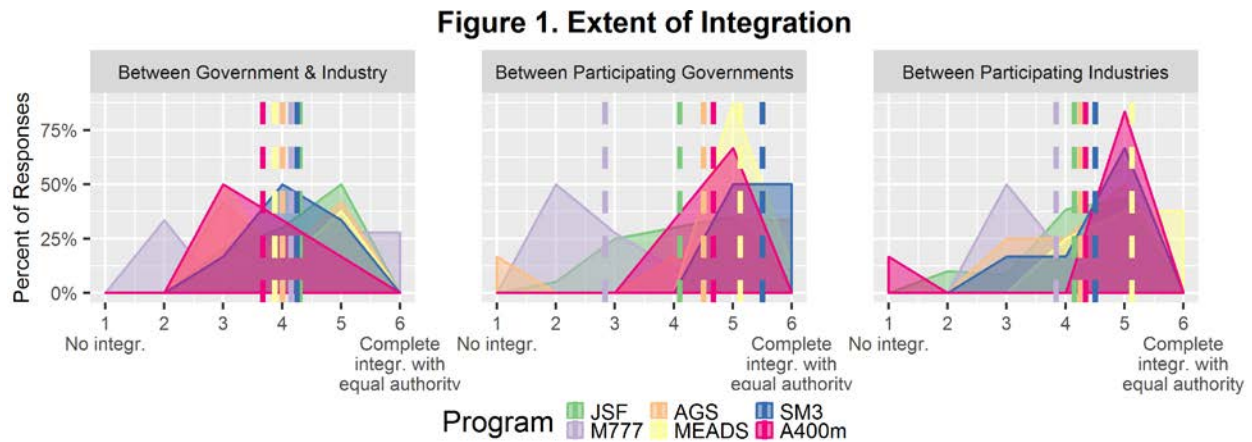 Figure 1. Extent of Integration
Between Government & Industry
Between Participating Governments
Between Participating Industries
Percent of Responses
75%
50%
25%
0%
1 2 3 4 5 6
No integr.
Complete
integr. with
equal authority
1 2 3 4 5 6
No integr.
Complete
integr. with
equal authority
1 2 3 4 5 6
No integr.
Complete
integr. with
equal authority
Program
JSF AGS SM3
M777 MEADS A400m